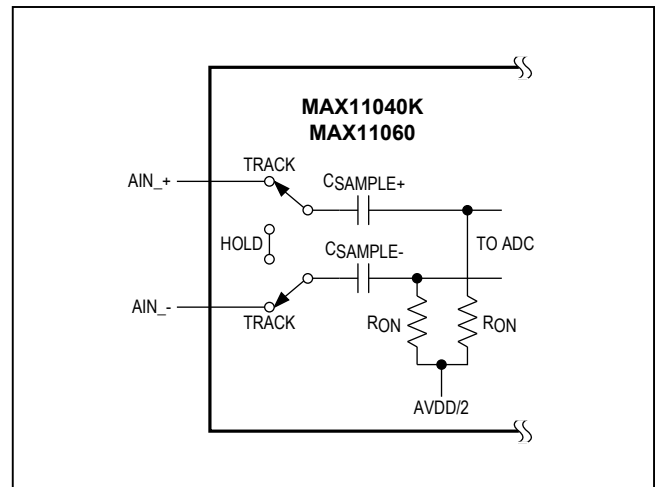 MAX11040K
MAX11060
TRACK
AIN_+
CSAMPLE+
HOLD
TO ADC
CSAMPLE-
AIN_-
TRACK
RON
RON
AVDD/2